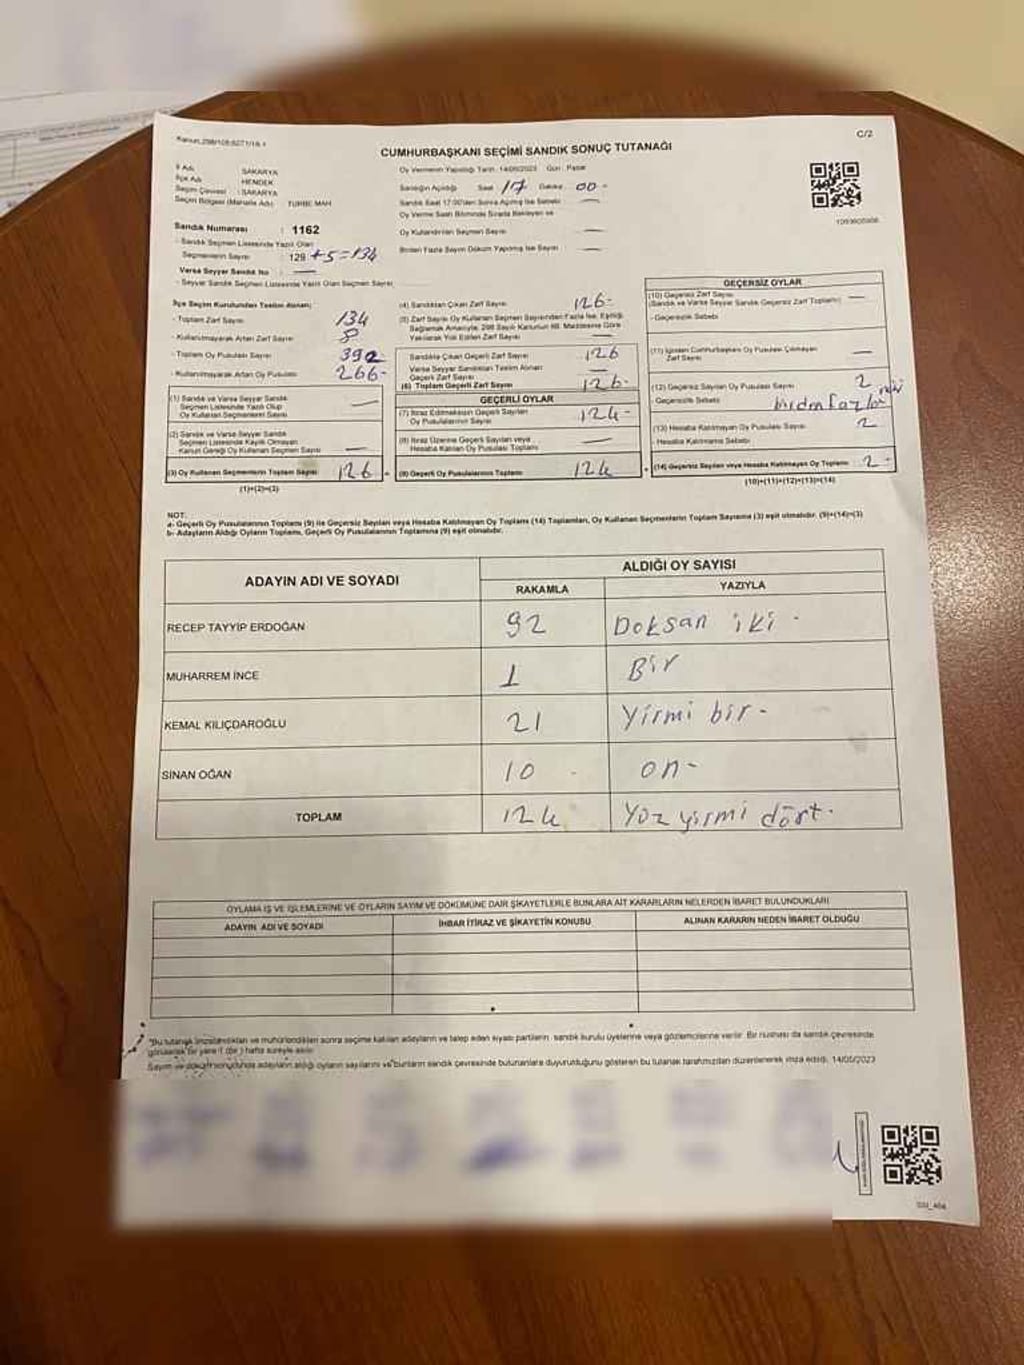 Kanun:298/105;6271/18.1
C/2
CUMHURBAŞKANI SEÇİMİ SANDIK SONUÇ TUTANAĞI
İl Adı : SAKARYA
İlçe Adı : HENDEK
Seçim Çevresi : SAKARYA
Seçim Bölgesi (Mahalle Adı) : TURBE MAH
Oy Vermenin Yapıldığı Tarih : 14/05/2023 Gün : Pazar
Sandığın Açıldığı Saat 17 Dakika 00-
Sandık Saat 17:00'den Sonra Açılmış İse Sebebi
Oy Verme Saati Bitiminde Sırada Bekleyen ve
Oy Kullandırılan Seçmen Sayısı
Birden Fazla Sayım Döküm Yapılmış İse Sayısı
Sandık Numarası : 1162
- Sandık Seçmen Listesinde Yazılı Olan
Seçmenlerin Sayısı : 129 +5=134
Varsa Seyyar Sandık No : —
- Seyyar Sandık Seçmen Listesinde Yazılı Olan Seçmen Sayısı
İlçe Seçim Kurulundan Teslim Alınan;
- Toplam Zarf Sayısı 134
- Kullanılmayarak Artan Zarf Sayısı 8
- Toplam Oy Pusulası Sayısı 392
- Kullanılmayarak Artan Oy Pusulası 266-
(1) Sandık ve Varsa Seyyar Sandık
Seçmen Listesinde Yazılı Olup
Oy Kullanan Seçmenlerin Sayısı —
(2) Sandık ve Varsa Seyyar Sandık
Seçmen Listesinde Kayıtlı Olmayan
Kanun Gereği Oy Kullanan Seçmen Sayısı —
(3) Oy Kullanan Seçmenlerin Toplam Sayısı 126
(1)+(2)=(3)
(4) Sandıktan Çıkan Zarf Sayısı 126-
(5) Zarf Sayısı Oy Kullanan Seçmen Sayısından Fazla İse, Eşitliği
Sağlamak Amacıyla, 298 Sayılı Kanunun 98. Maddesine Göre
Yakılarak Yok Edilen Zarf Sayısı —
Sandıkta Çıkan Geçerli Zarf Sayısı 126
Varsa Seyyar Sandıktan Teslim Alınan
Geçerli Zarf Sayısı —
(6) Toplam Geçerli Zarf Sayısı 126-
GEÇERLİ OYLAR
(7) İtiraz Edilmeksizin Geçerli Sayılan
Oy Pusulası Sayısı 124-
(8) İtiraz Üzerine Geçerli Sayılan veya
Hesaba Katılan Oy Pusulası Toplamı —
(9) Geçerli Oy Pusulalarının Toplamı 124
GEÇERSİZ OYLAR
(10) Geçersiz Zarf Sayısı
(Sandık ve Varsa Seyyar Sandık Geçersiz Zarf Toplamı) —
- Geçersizlik Sebebi
(11) İçinden Cumhurbaşkanı Oy Pusulası Çıkmayan
Zarf Sayısı —
(12) Geçersiz Sayılan Oy Pusulası Sayısı 2
- Geçersizlik Sebebi birden fazla
(13) Hesaba Katılmayan Oy Pusulası Sayısı 2
- Hesaba Katılmama Sebebi
(14) Geçersiz Sayılan veya Hesaba Katılmayan Oy Toplamı 2-
(10)+(11)+(12)+(13)=(14)
NOT:
a- Geçerli Oy Pusulalarının Toplamı (9) ile Geçersiz Sayılan veya Hesaba Katılmayan Oy Toplamı (14) Toplamları, Oy Kullanan Seçmenlerin Toplam Sayısına (3) eşit olmalıdır. (9)+(14)=(3)
b- Adayların Aldığı Oyların Toplamı, Geçerli Oy Pusulalarının Toplamına (9) eşit olmalıdır.
ADAYIN ADI VE SOYADI
ALDIĞI OY SAYISI
RAKAMLA YAZIYLA
RECEP TAYYİP ERDOĞAN 92 Doksan iki -
MUHARREM İNCE 1 Bir
KEMAL KILIÇDAROĞLU 21 Yirmi bir -
SİNAN OĞAN 10 on-
TOPLAM 124 Yüz yirmi dört-
OYLAMA İŞ VE İŞLEMLERİNE VE OYLARIN SAYIM VE DÖKÜMÜNE DAİR ŞİKAYETLERLE BUNLARA AİT KARARLARIN NELERDEN İBARET BULUNDUKLARI
ADAYIN ADI VE SOYADI İHBAR İTİRAZ VE ŞİKAYETİN KONUSU ALINAN KARARIN NEDEN İBARET OLDUĞU
*Bu tutanak imzalandıktan ve mühürlendikten sonra seçime katılan adayların ve talep eden siyasi partilerin, sandık kurulu üyelerine veya gözlemcilerine verilir. Bir nüshası da sandık çevresinde
görülecek bir yere 1 (bir) hafta süreyle asılır.
Sayım ve döküm sonucunda adayların aldığı oyların sayılarını ve bunların sandık çevresinde bulunanlara duyurulduğunu gösteren bu tutanak tarafımızdan düzenlenerek imza edildi. 14/05/2023